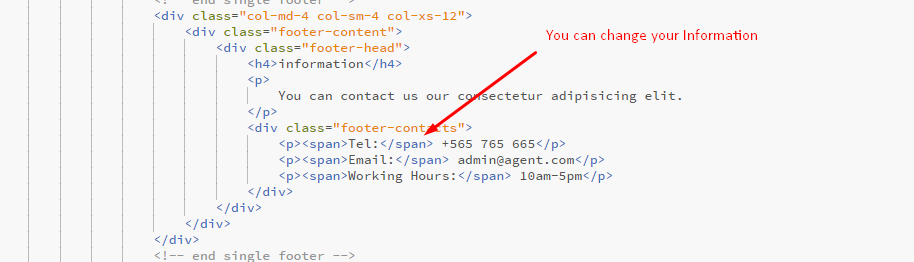 <!-- end single footer -->
<div class="col-md-4 col-sm-4 col-xs-12">
<div class="footer-content">
<div class="footer-head">
You can change your Information
<h4>information</h4>
<p>
You can contact us our consectetur adipisicing elit.
</p>
<div class="footer-contacts">
<p><span>Tel:</span> +565 765 665</p>
<p><span>Email:</span> admin@agent.com</p>
<p><span>Working Hours:</span> 10am-5pm</p>
</div>
</div>
</div>
</div>
<!-- end single footer -->